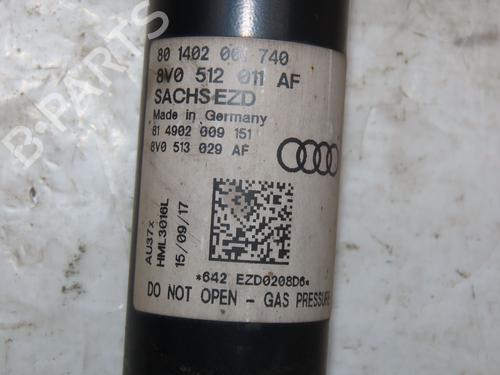 80 1402 001 740
8V0 512 011 AF
SACHS EZD
Made in Germany
81 4902 009 151
8V0 513 029 AF
AU37x
HML3016L
15/09/17
*642 EZD0208D6*
DO NOT OPEN - GAS PRESSURE
B-PARTS